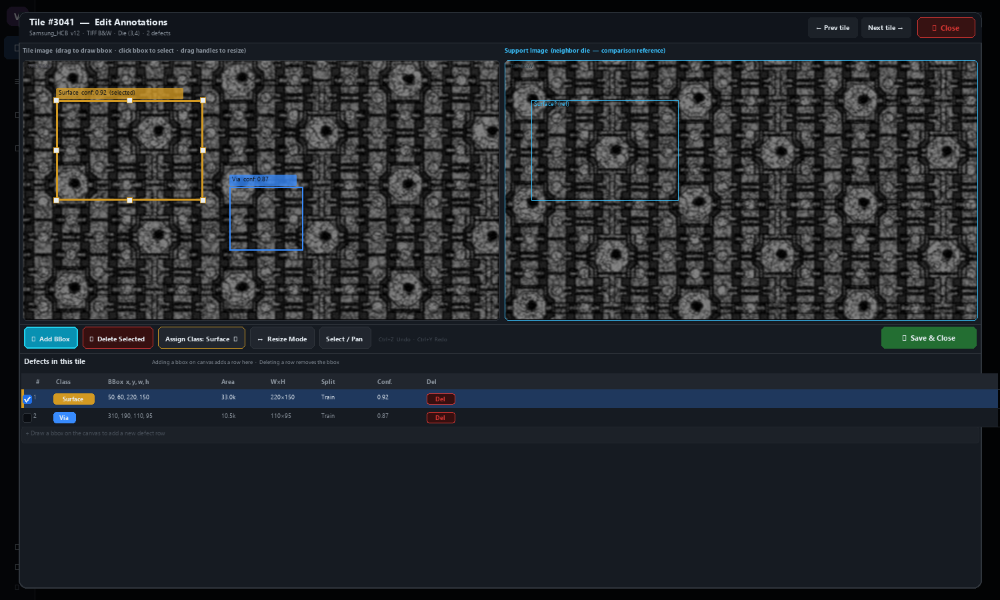 V
Tile #3041 — Edit Annotations
Samsung_HCB v12 · TIFF B&W · Die (3,4) · 2 defects
← Prev tile
Next tile →
Close
Tile image (drag to draw bbox · click bbox to select · drag handles to resize)
Support Image (neighbor die — comparison reference)
Surface conf: 0.92 (selected)
Surface? (ref)
Via conf: 0.87
Add BBox
Delete Selected
Assign Class: Surface
↔ Resize Mode
Select / Pan
Ctrl+Z Undo · Ctrl+Y Redo
Save & Close
Defects in this tile
Adding a bbox on canvas adds a row here · Deleting a row removes the bbox
# Class BBox x, y, w, h Area W×H Split Conf. Del
1 Surface 50, 60, 220, 150 33.0k 220×150 Train 0.92 Del
2 Via 310, 190, 110, 95 10.5k 110×95 Train 0.87 Del
+ Draw a bbox on the canvas to add a new defect row